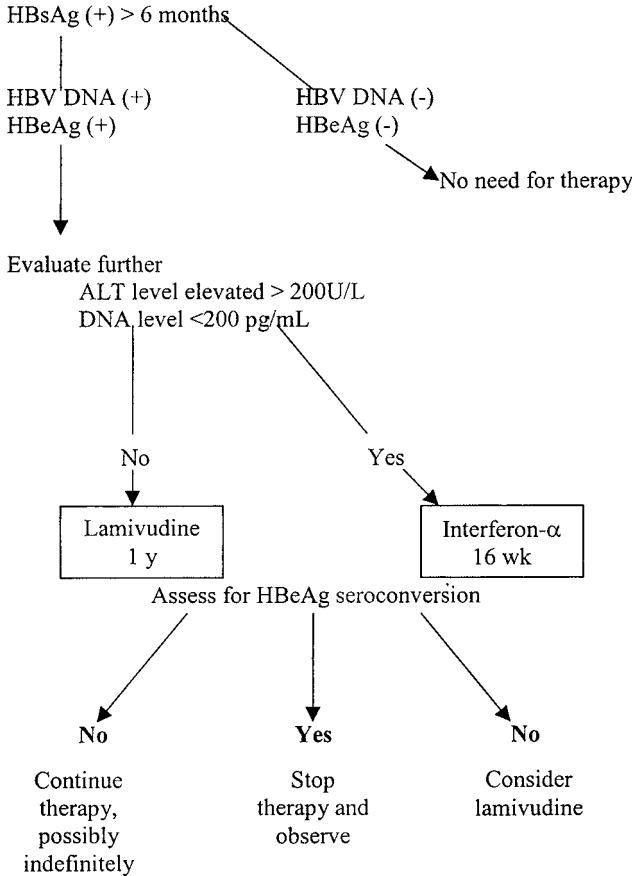 HBsAg (+) > 6 months
HBV DNA (+)
HBeAg (+)
HBV DNA (-)
HBeAg (-)
No need for therapy
Evaluate further
ALT level elevated > 200U/L
DNA level <200 pg/mL
No
Yes
Lamivudine
1 y
Interferon-α
16 wk
Assess for HBeAg seroconversion
No
Continue
therapy,
possibly
indefinitely
Yes
Stop
therapy and
observe
No
Consider
lamivudine